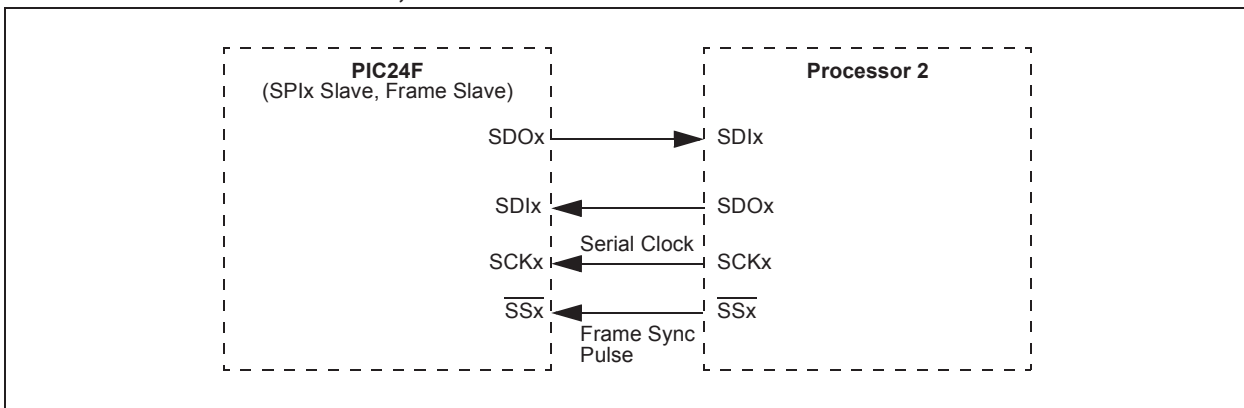 PIC24F
(SPIx Slave, Frame Slave)
Processor 2
SDOx
SDIx
SDIx
SDOx
Serial Clock
SCKx
SCKx
SSx
SSx
Frame Sync
Pulse